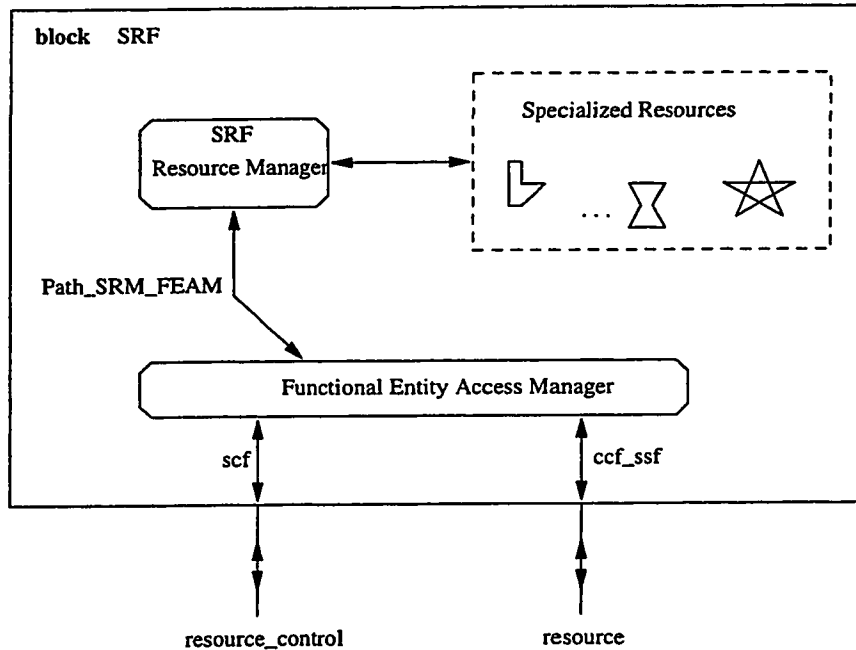 block SRF
Specialized Resources
SRF
Resource Manager
...
Path_SRM_FEAM
Functional Entity Access Manager
scf
ccf_ssf
resource_control
resource